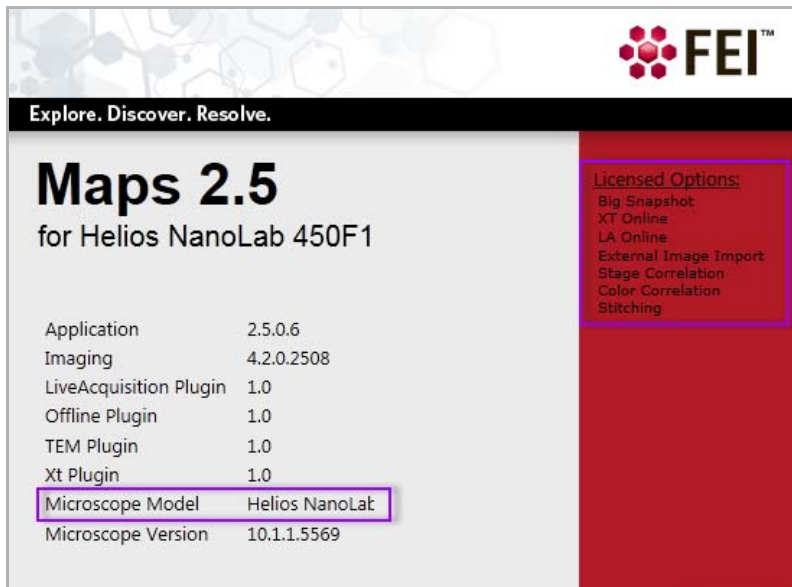 FEI™
Explore. Discover. Resolve.
Maps 2.5
for Helios NanoLab 450F1
Application 2.5.0.6
Imaging 4.2.0.2508
LiveAcquisition Plugin 1.0
Offline Plugin 1.0
TEM Plugin 1.0
Xt Plugin 1.0
Microscope Model Helios NanoLab
Microscope Version 10.1.1.5569
Licensed Options:
Big Snapshot
XT Online
LA Online
External Image Import
Stage Correlation
Color Correlation
Stitching